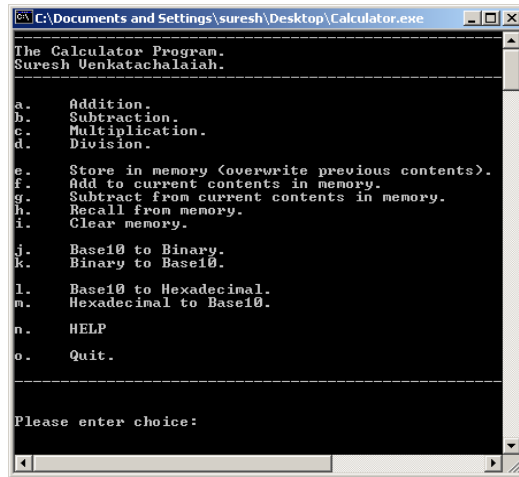 C:\Documents and Settings\suresh\Desktop\Calculator.exe
The Calculator Program.
Suresh Venkatachalaiah.
a. Addition.
b. Subtraction.
c. Multiplication.
d. Division.
e. Store in memory (overwrite previous contents).
f. Add to current contents in memory.
g. Subtract from current contents in memory.
h. Recall from memory.
i. Clear memory.
j. Base10 to Binary.
k. Binary to Base10.
l. Base10 to Hexadecimal.
m. Hexadecimal to Base10.
n. HELP
o. Quit.
Please enter choice: